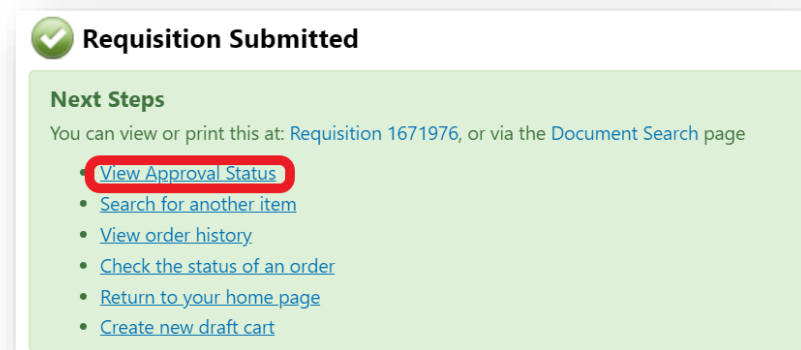 Requisition Submitted
Next Steps
You can view or print this at: Requisition 1671976, or via the Document Search page
• View Approval Status
• Search for another item
• View order history
• Check the status of an order
• Return to your home page
• Create new draft cart